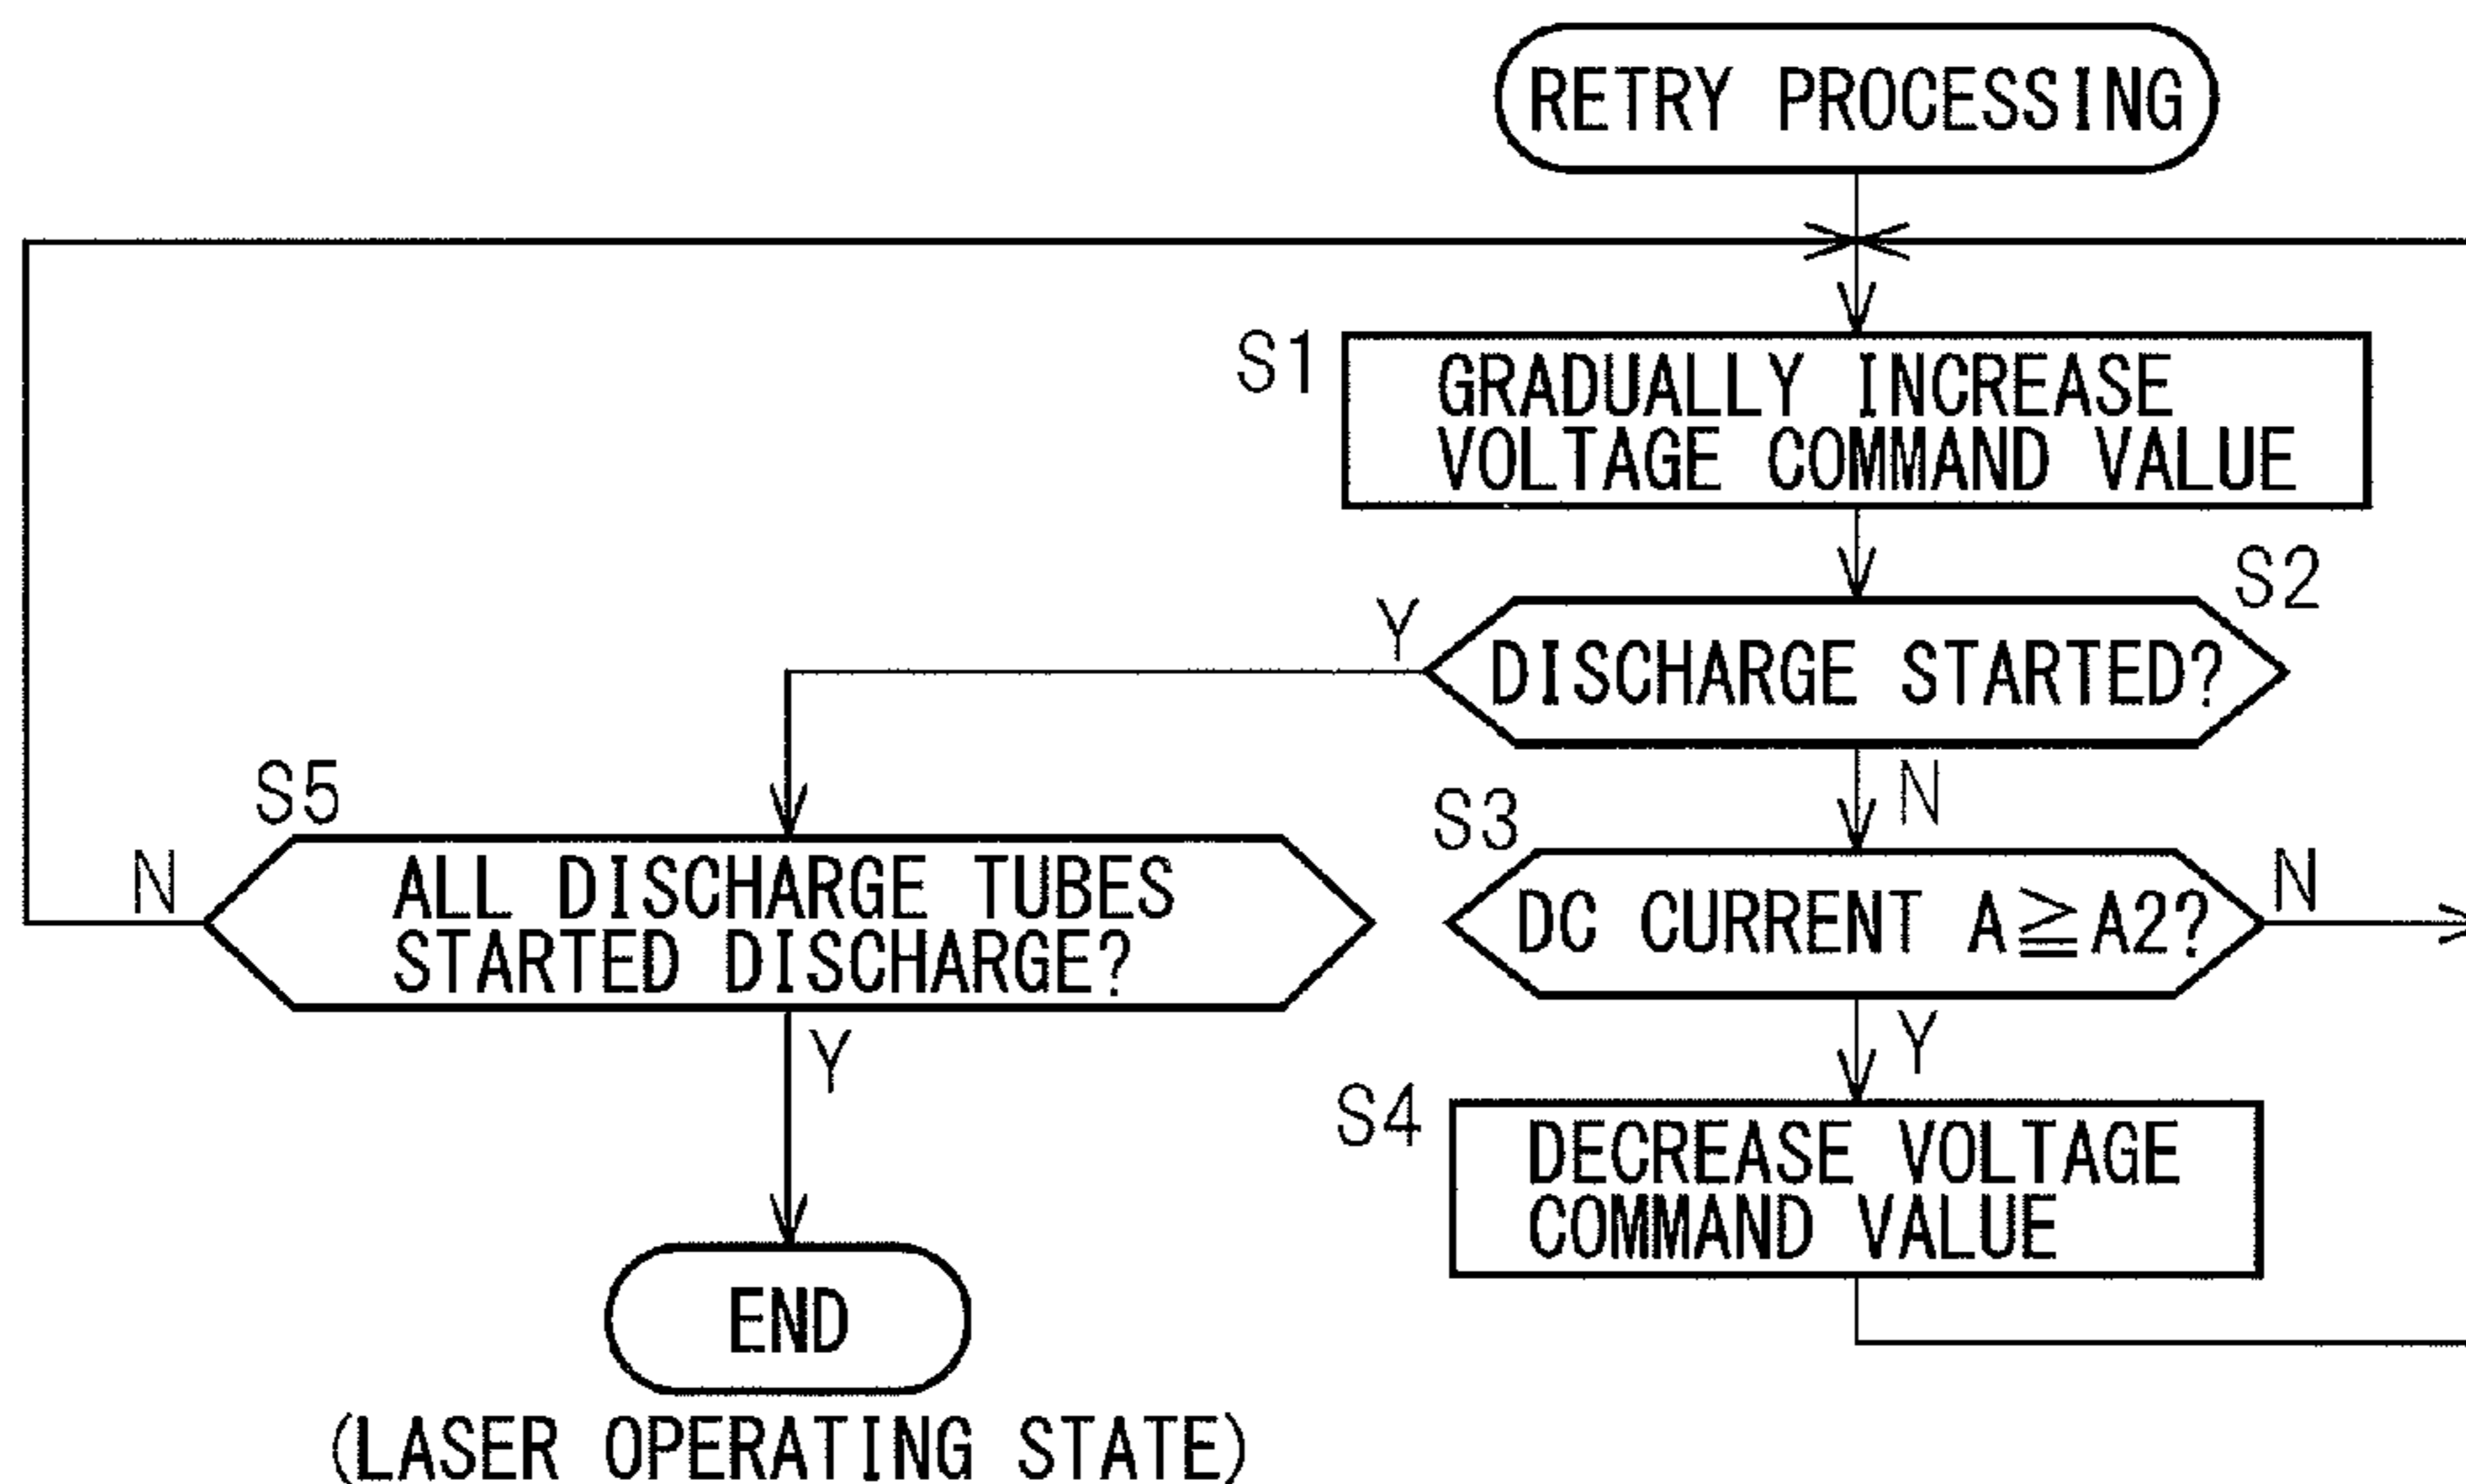 RETRY PROCESSING
S1
GRADUALLY INCREASE
VOLTAGE COMMAND VALUE
S2
Y
DISCHARGE STARTED?
N
S3
DC CURRENT A≧A2?
N
Y
S4
DECREASE VOLTAGE
COMMAND VALUE
S5
N
ALL DISCHARGE TUBES
STARTED DISCHARGE?
Y
END
(LASER OPERATING STATE)